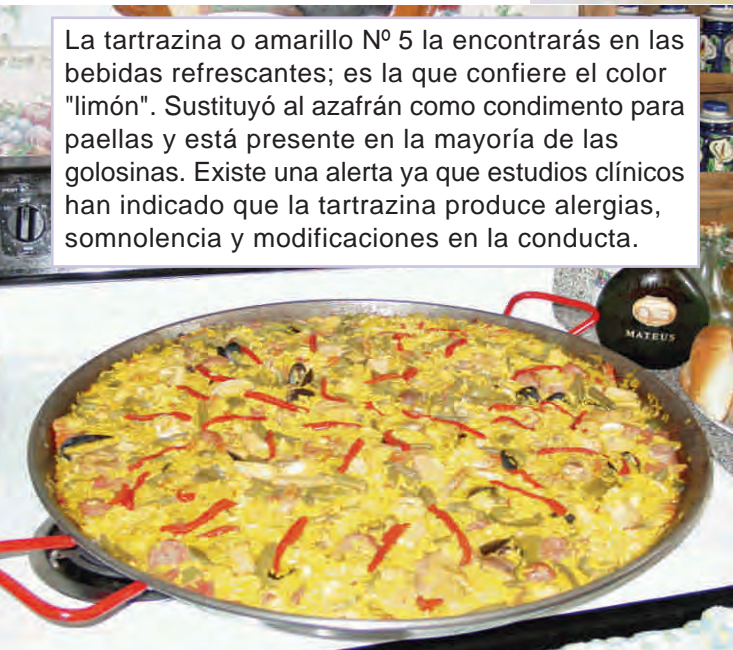 La tartrazina o amarillo Nº 5 la encontrarás en las
bebidas refrescantes; es la que confiere el color
"limón". Sustituyó al azafrán como condimento para
paellas y está presente en la mayoría de las
golosinas. Existe una alerta ya que estudios clínicos
han indicado que la tartrazina produce alergias,
somnolencia y modificaciones en la conducta.
MATEUS